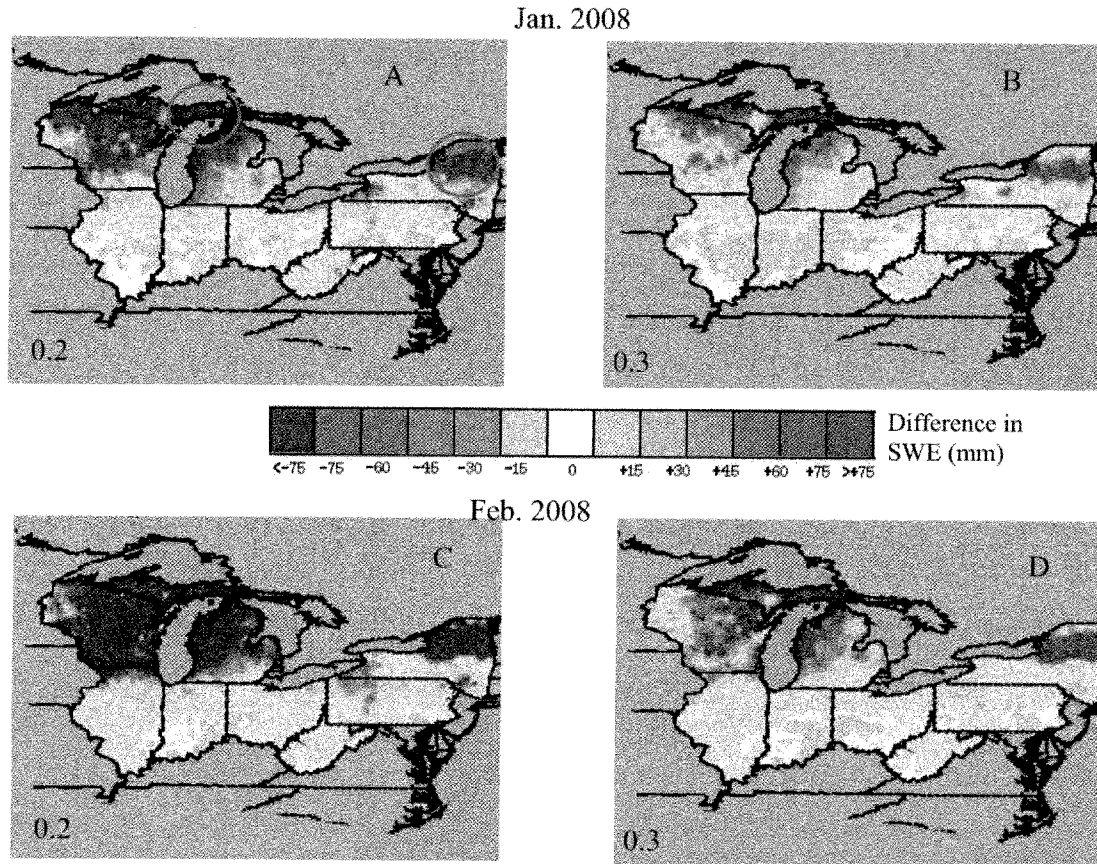 Jan. 2008
A
B
0.2
0.3
Difference in
SWE (mm)
<-75 -75 -60 -45 -30 -15 0 +15 +30 +45 +60 +75 >+75
Feb. 2008
C
D
0.2
0.3